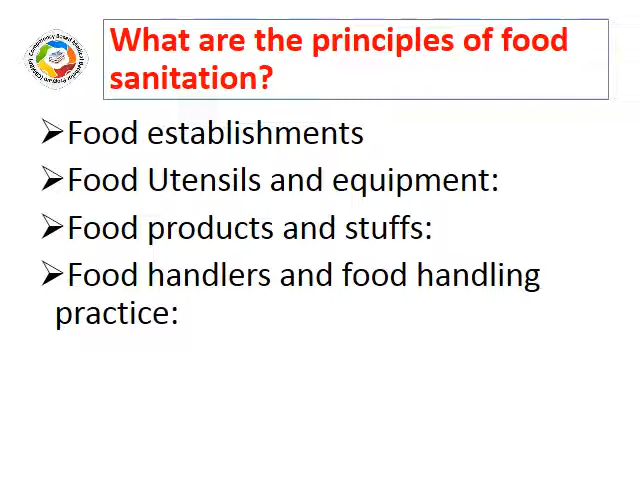 What are the principles of food
sanitation?
➢Food establishments
➢Food Utensils and equipment:
➢Food products and stuffs:
➢Food handlers and food handling
practice: